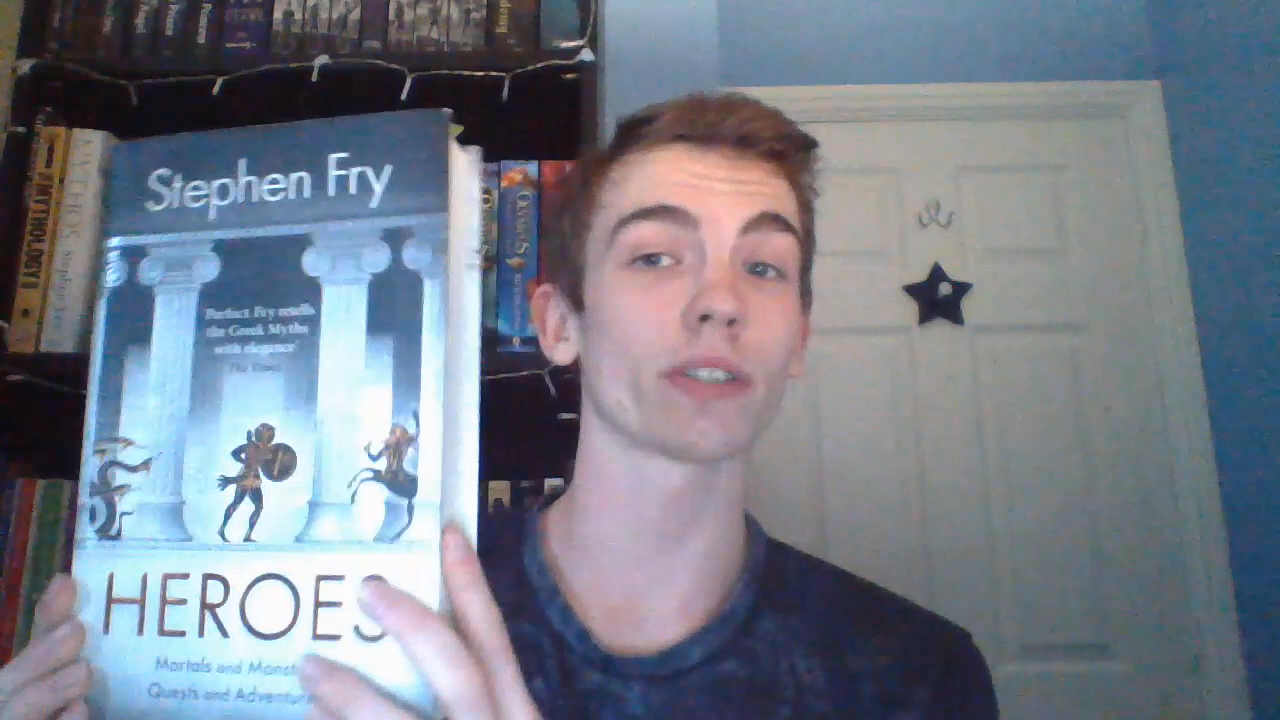 Stephen Fry
'Perfect Fry retells
the Greek Myths
with elegance'
The Times
HEROES
Mortals and Monst
Quests and Adventur
MYTHOLOGY
MYTHOS Stephen Fry